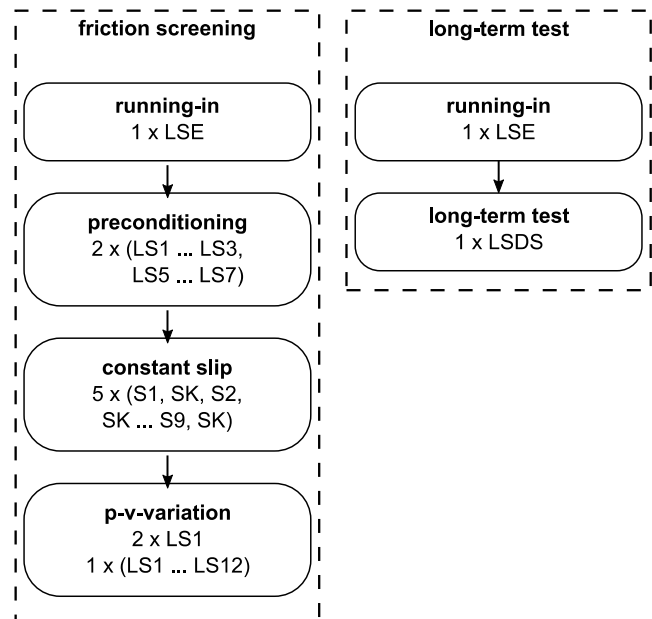 friction screening
running-in
1 x LSE
preconditioning
2 x (LS1 ... LS3,
LS5 ... LS7)
constant slip
5 x (S1, SK, S2,
SK ... S9, SK)
p-v-variation
2 x LS1
1 x (LS1 ... LS12)
long-term test
running-in
1 x LSE
long-term test
1 x LSDS